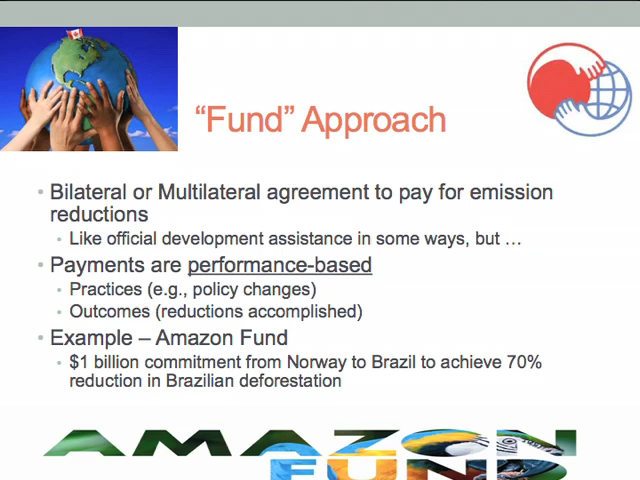 “Fund” Approach
• Bilateral or Multilateral agreement to pay for emission
reductions
• Like official development assistance in some ways, but …
• Payments are performance-based
• Practices (e.g., policy changes)
• Outcomes (reductions accomplished)
• Example – Amazon Fund
• $1 billion commitment from Norway to Brazil to achieve 70%
reduction in Brazilian deforestation
AMAZON
FUND